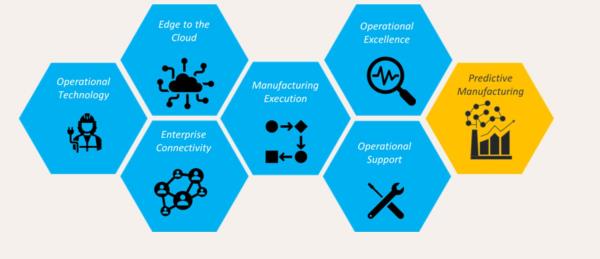 Operational
Technology
Edge to the
Cloud
Enterprise
Connectivity
Manufacturing
Execution
Operational
Excellence
Operational
Support
Predictive
Manufacturing